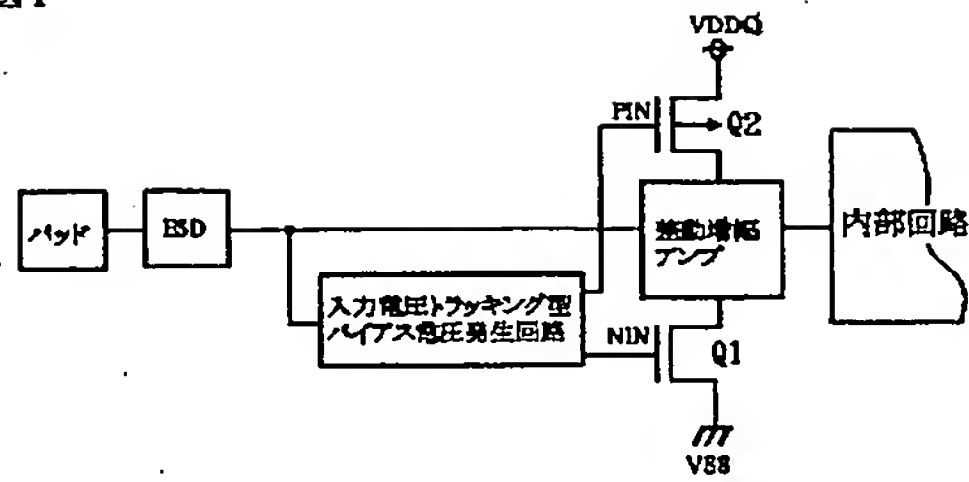 図1
VDDQ
PIN
Q2
パッド
ESD
差動増幅
アンプ
内部回路
入力電圧トラッキング型
バイアス電圧発生回路
NIN
Q1
VSS